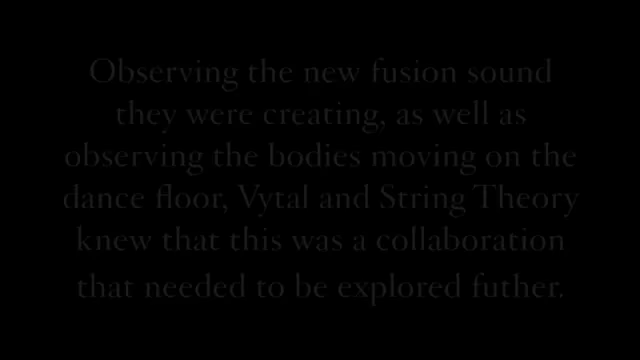 Observing the new fusion sound
they were creating, as well as
observing the bodies moving on the
dance floor, Vytal and String Theory
knew that this was a collaboration
that needed to be explored futher.